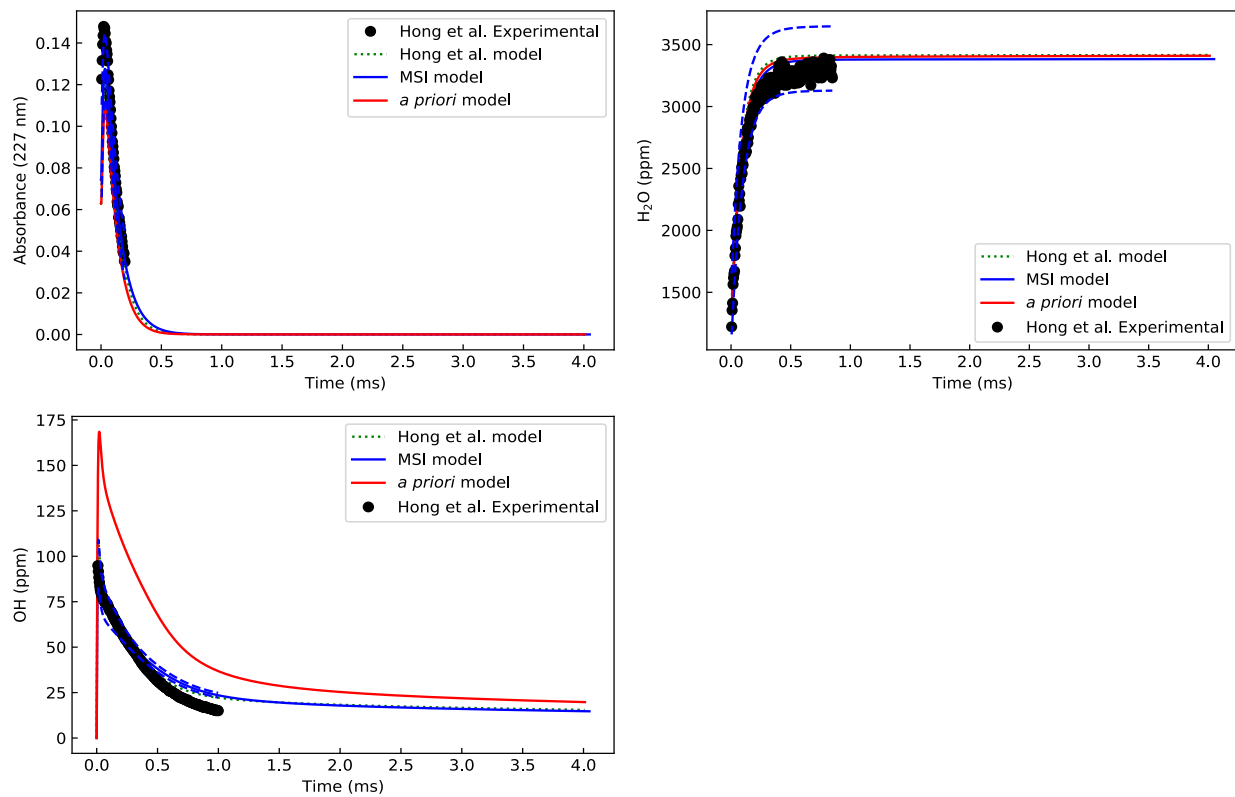 Absorbance (227 nm)
0.14
0.12
0.10
0.08
0.06
0.04
0.02
0.00
Hong et al. Experimental
Hong et al. model
MSI model
a priori model
0.0 0.5 1.0 1.5 2.0 2.5 3.0 3.5 4.0
Time (ms)
H₂O (ppm)
3500
3000
2500
2000
1500
Hong et al. model
MSI model
a priori model
Hong et al. Experimental
0.0 0.5 1.0 1.5 2.0 2.5 3.0 3.5 4.0
Time (ms)
OH (ppm)
175
150
125
100
75
50
25
0
Hong et al. model
MSI model
a priori model
Hong et al. Experimental
0.0 0.5 1.0 1.5 2.0 2.5 3.0 3.5 4.0
Time (ms)